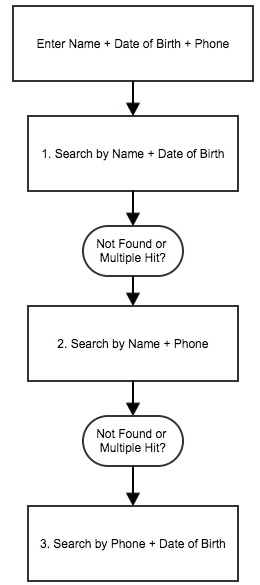 Enter Name + Date of Birth + Phone
1. Search by Name + Date of Birth
Not Found or
Multiple Hit?
2. Search by Name + Phone
Not Found or
Multiple Hit?
3. Search by Phone + Date of Birth